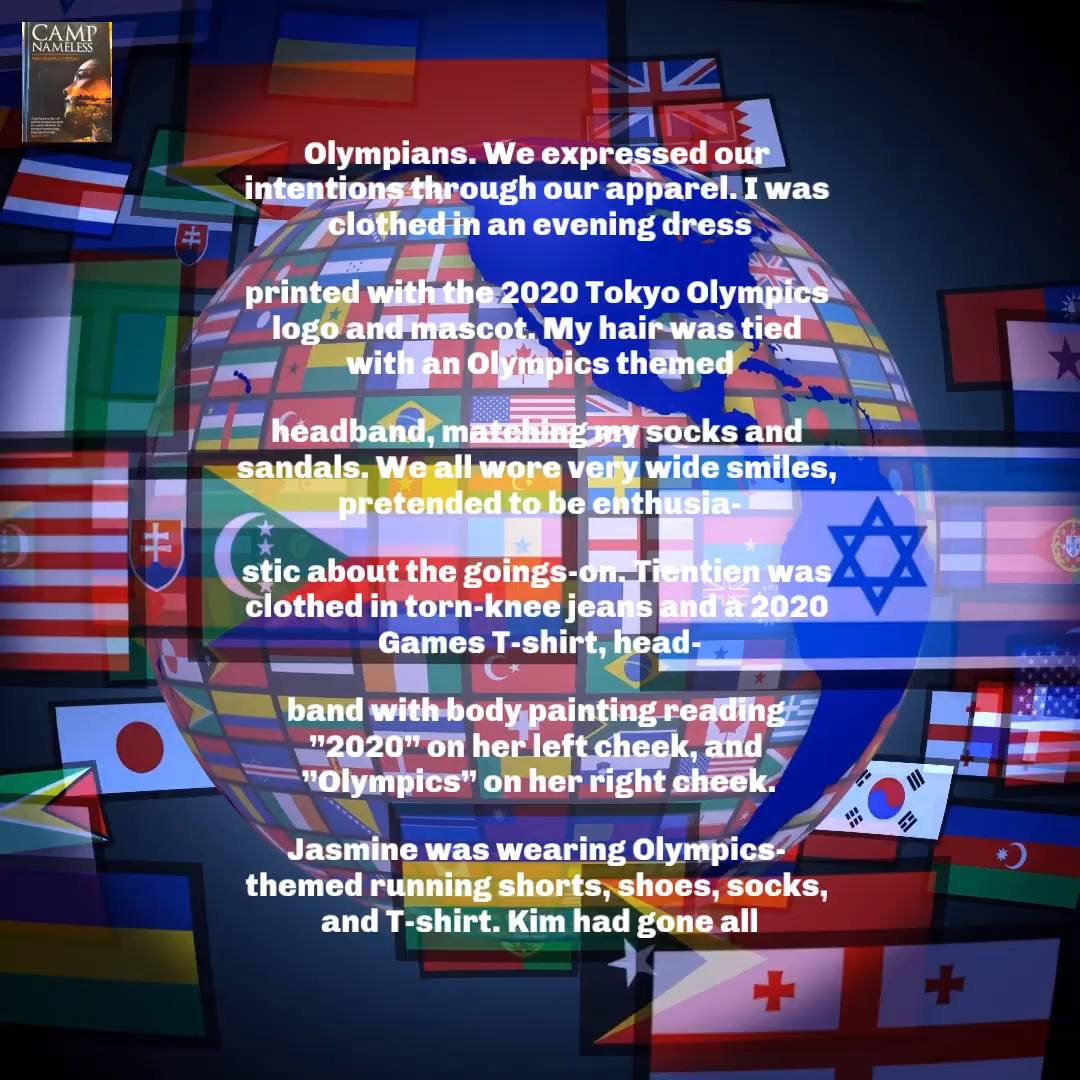 CAMP
NAMELESS
Olympians. We expressed our
intentions through our apparel. I was
clothed in an evening dress
printed with the 2020 Tokyo Olympics
logo and mascot. My hair was tied
with an Olympics themed
headband, matching my socks and
sandals. We all wore very wide smiles,
pretended to be enthusia-
stic about the goings-on. Tientien was
clothed in torn-knee jeans and a 2020
Games T-shirt, head-
band with body painting reading
”2020” on her left cheek, and
”Olympics” on her right cheek.
Jasmine was wearing Olympics-
themed running shorts, shoes, socks,
and T-shirt. Kim had gone all